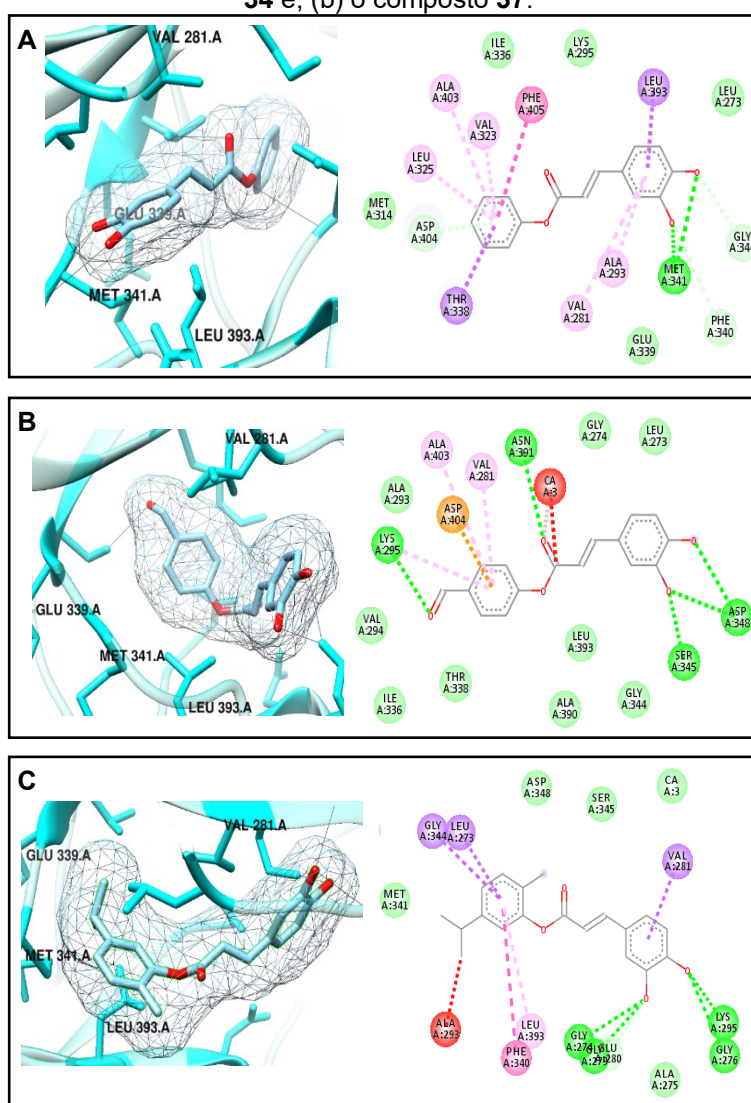 34 e, (b) o composto 37.
A
VAL 281.A
GLU 339.A
MET 341.A
LEU 393.A
ILE
A:336
LYS
A:295
ALA
A:403
PHE
A:405
LEU
A:393
LEU
A:273
VAL
A:323
LEU
A:325
MET
A:314
ASP
A:404
GLY
A:344
ALA
A:293
MET
A:341
THR
A:338
VAL
A:281
PHE
A:340
GLU
A:339
B
VAL 281.A
GLU 339.A
MET 341.A
LEU 393.A
ALA
A:403
VAL
A:281
ASN
A:391
GLY
A:274
LEU
A:273
CA
A:3
ALA
A:293
ASP
A:404
LYS
A:295
VAL
A:294
ASP
A:348
LEU
A:393
SER
A:345
THR
A:338
ILE
A:336
ALA
A:390
GLY
A:344
C
VAL 281.A
GLU 339.A
MET 341.A
LEU 393.A
ASP
A:348
SER
A:345
CA
A:3
GLY
A:344
LEU
A:273
VAL
A:281
MET
A:341
ALA
A:293
LEU
A:393
PHE
A:340
GLY
A:274
GLU
A:280
LYS
A:295
GLY
A:276
ALA
A:275